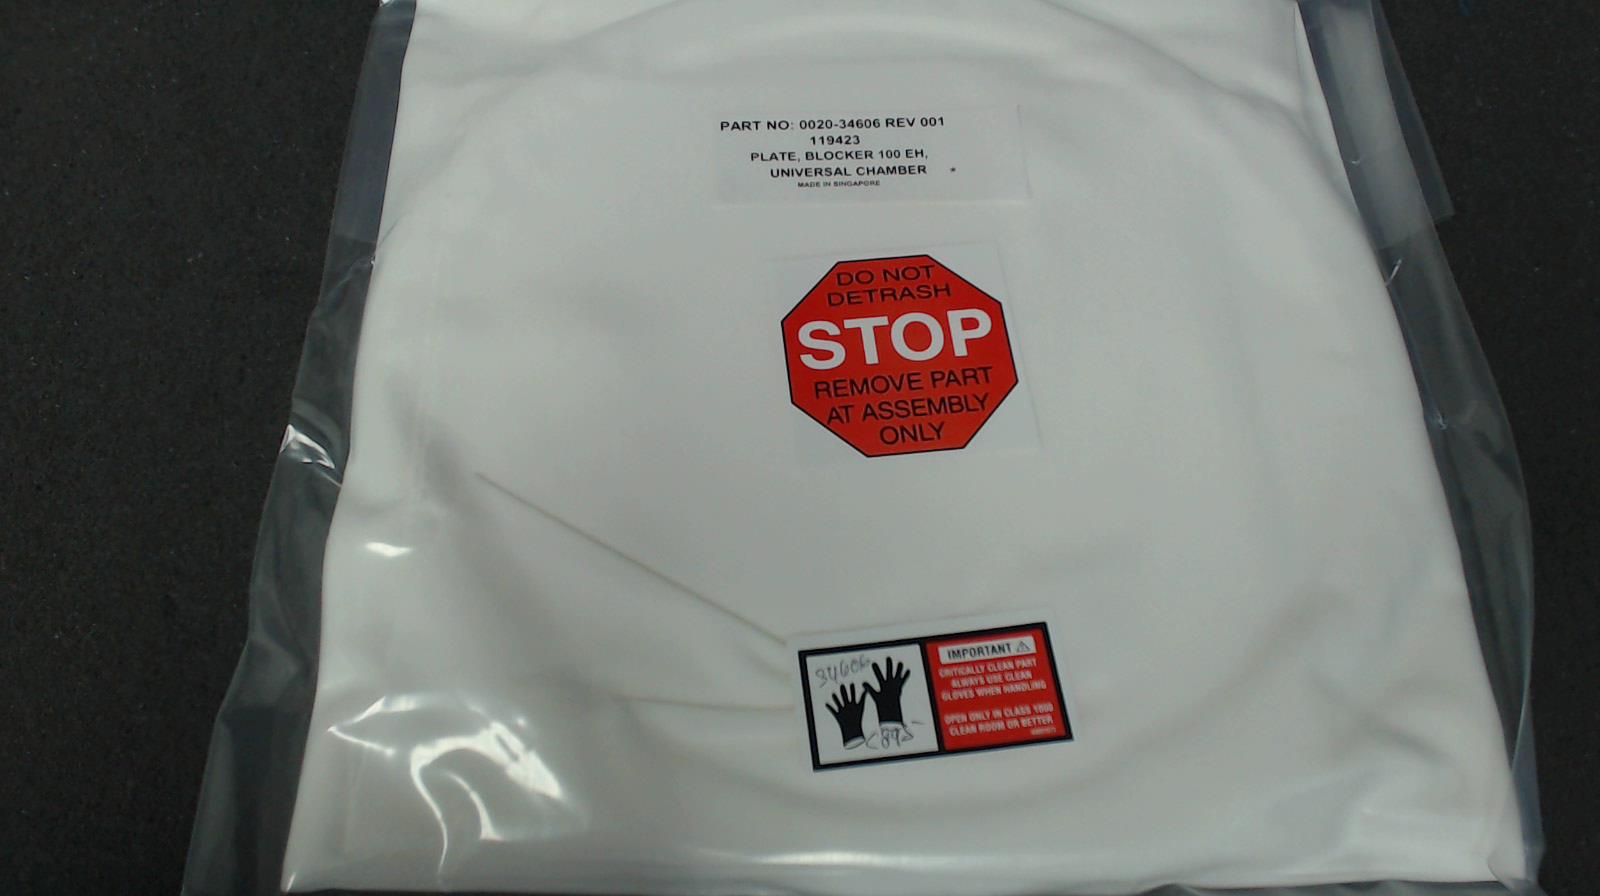 PART NO: 0020-34606 REV 001
119423
PLATE, BLOCKER 100 EH,
UNIVERSAL CHAMBER *
MADE IN SINGAPORE
DO NOT
DETRASH
STOP
REMOVE PART
AT ASSEMBLY
ONLY
34606
IMPORTANT
CRITICALLY CLEAN PART
ALWAYS USE CLEAN
GLOVES WHEN HANDLING
OPEN ONLY IN CLASS 1000
CLEAN ROOM OR BETTER